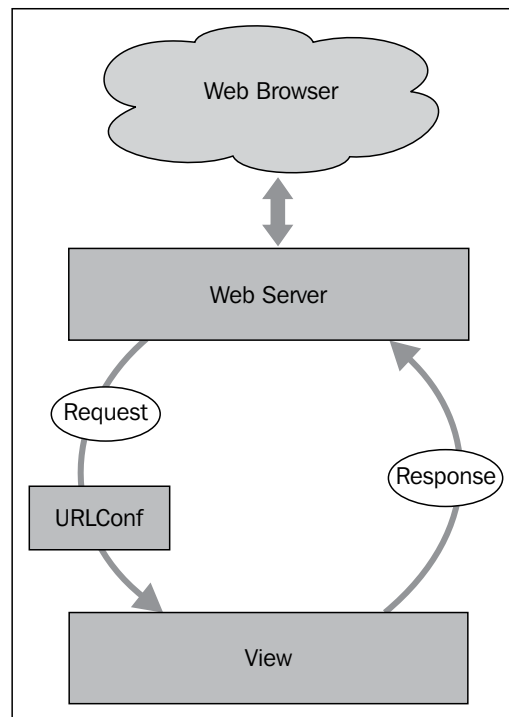 Web Browser
Web Server
Request
Response
URLConf
View